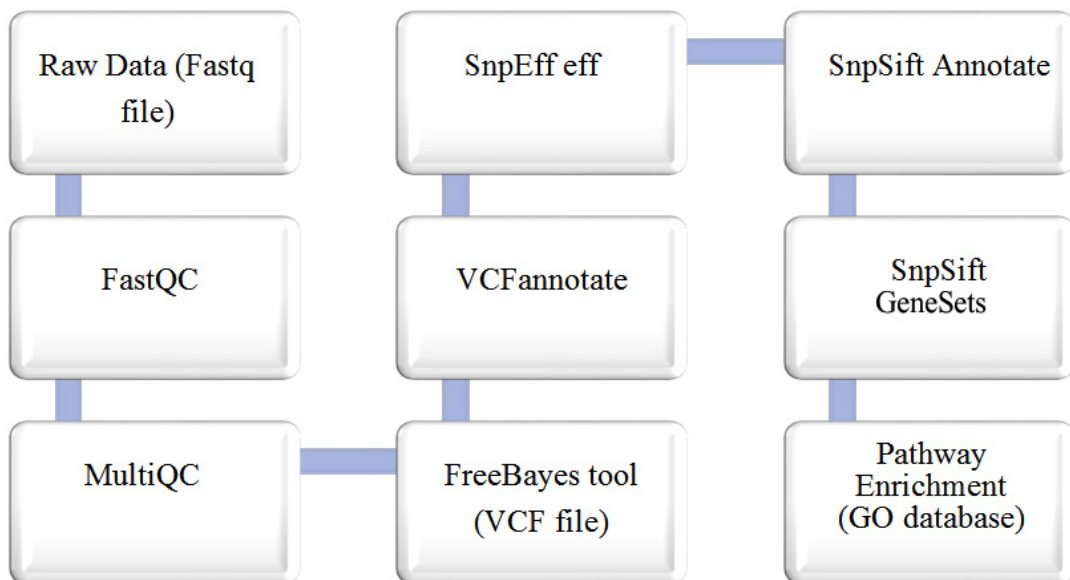 Raw Data (Fastq
file)
FastQC
MultiQC
FreeBayes tool
(VCF file)
VCFannotate
SnpEff eff
SnpSift Annotate
SnpSift
GeneSets
Pathway
Enrichment
(GO database)